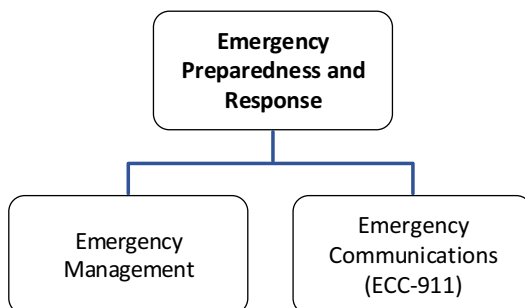 Emergency
Preparedness and
Response
Emergency
Management
Emergency
Communications
(ECC-911)